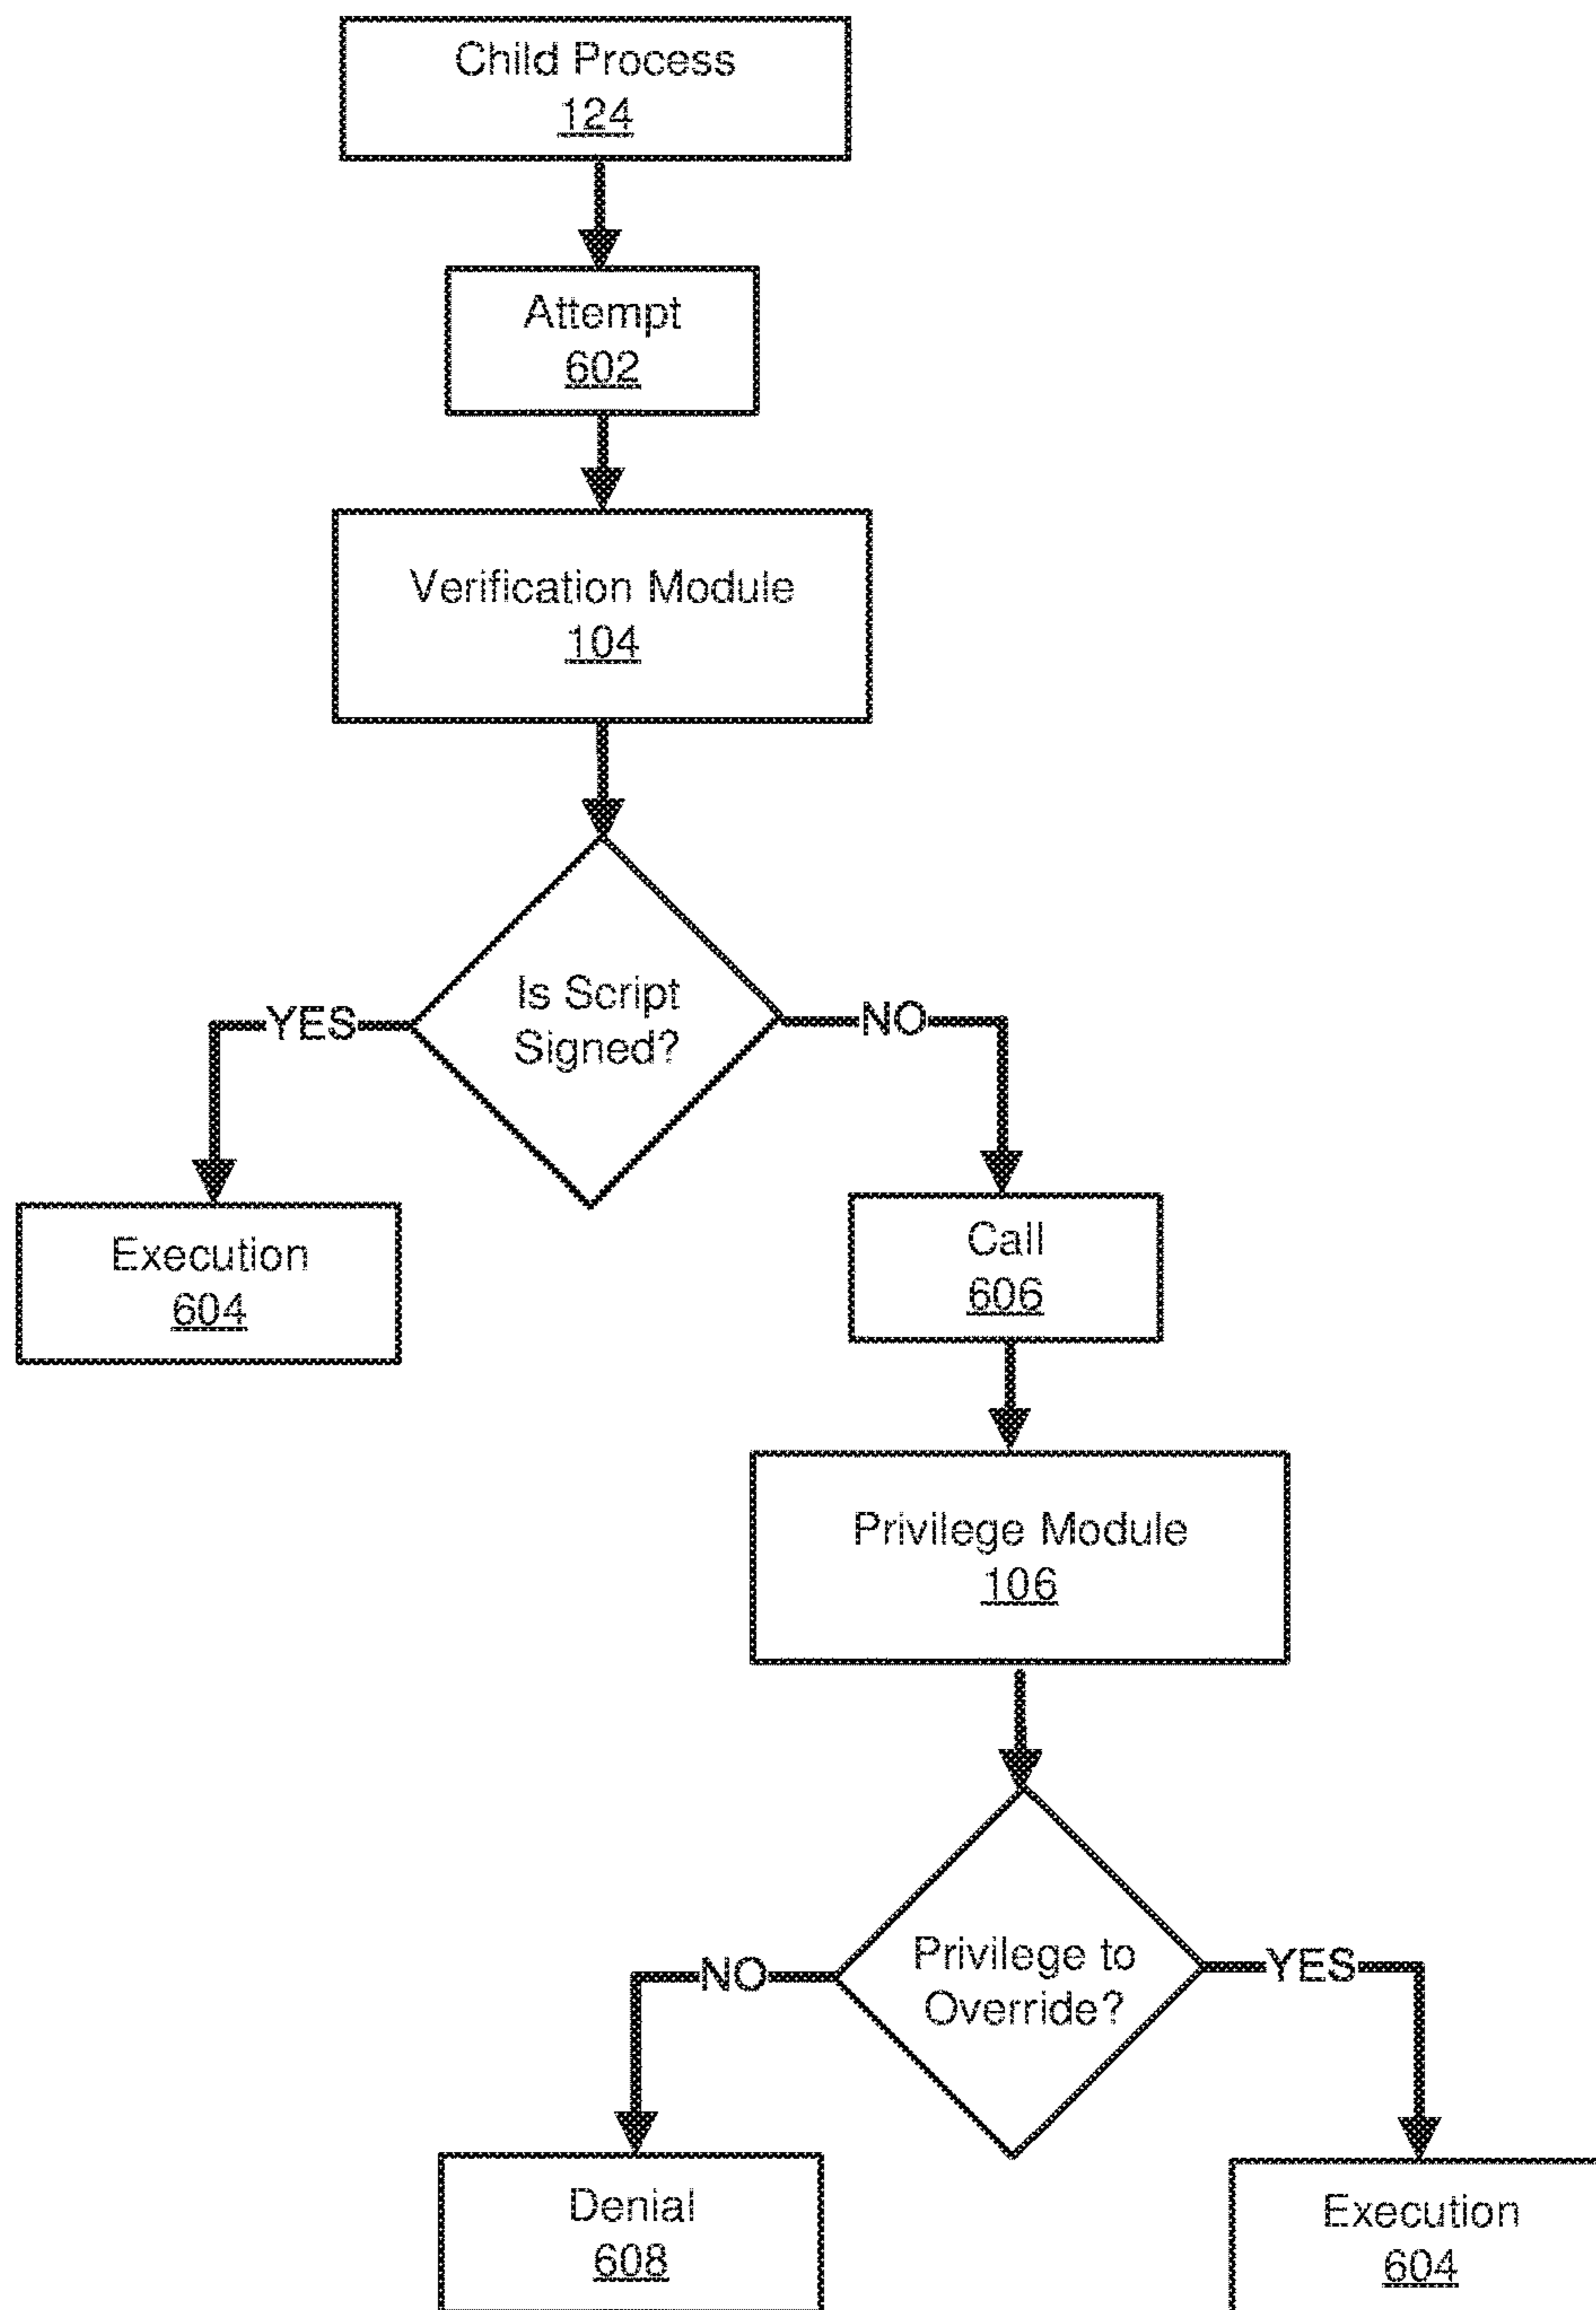 Child Process
124
Attempt
602
Verification Module
104
Is Script
Signed?
YES
NO
Execution
604
Call
606
Privilege Module
106
Privilege to
Override?
NO
YES
Denial
608
Execution
604